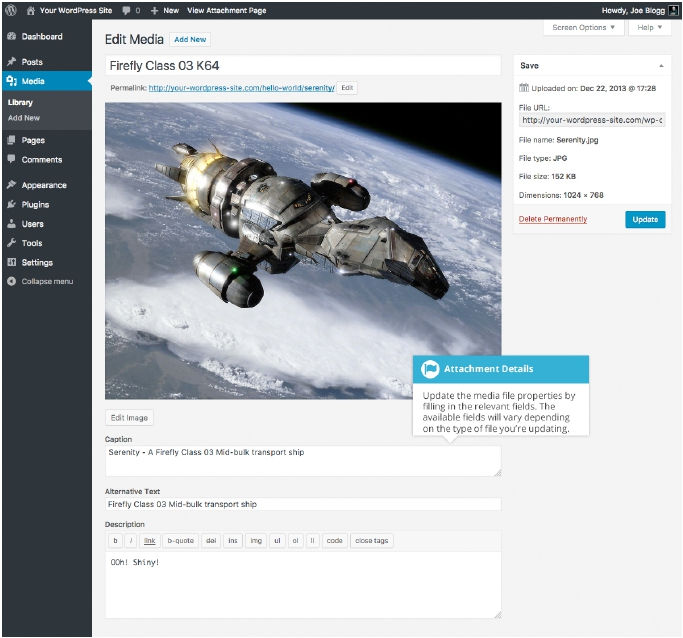 Your WordPress Site 0 + New View Attachment Page Howdy, Joe Blogg
Screen Options ▼ Help ▼
Dashboard
Posts
Media
Library
Add New
Pages
Comments
Appearance
Plugins
Users
Tools
Settings
Collapse menu
Edit Media Add New
Firefly Class 03 K64
Permalink: http://your-wordpress-site.com/hello-world/serenity/ Edit
Save
Uploaded on: Dec 22, 2013 @ 17:28
File URL:
http://your-wordpress-site.com/wp-c
File name: Serenity.jpg
File type: JPG
File size: 152 KB
Dimensions: 1024 × 768
Delete Permanently Update
Attachment Details
Update the media file properties by
filling in the relevant fields. The
available fields will vary depending
on the type of file you're updating.
Edit Image
Caption
Serenity - A Firefly Class 03 Mid-bulk transport ship
Alternative Text
Firefly Class 03 Mid-bulk transport ship
Description
b i link b-quote del ins img ul ol li code close tags
OOh! Shiny!